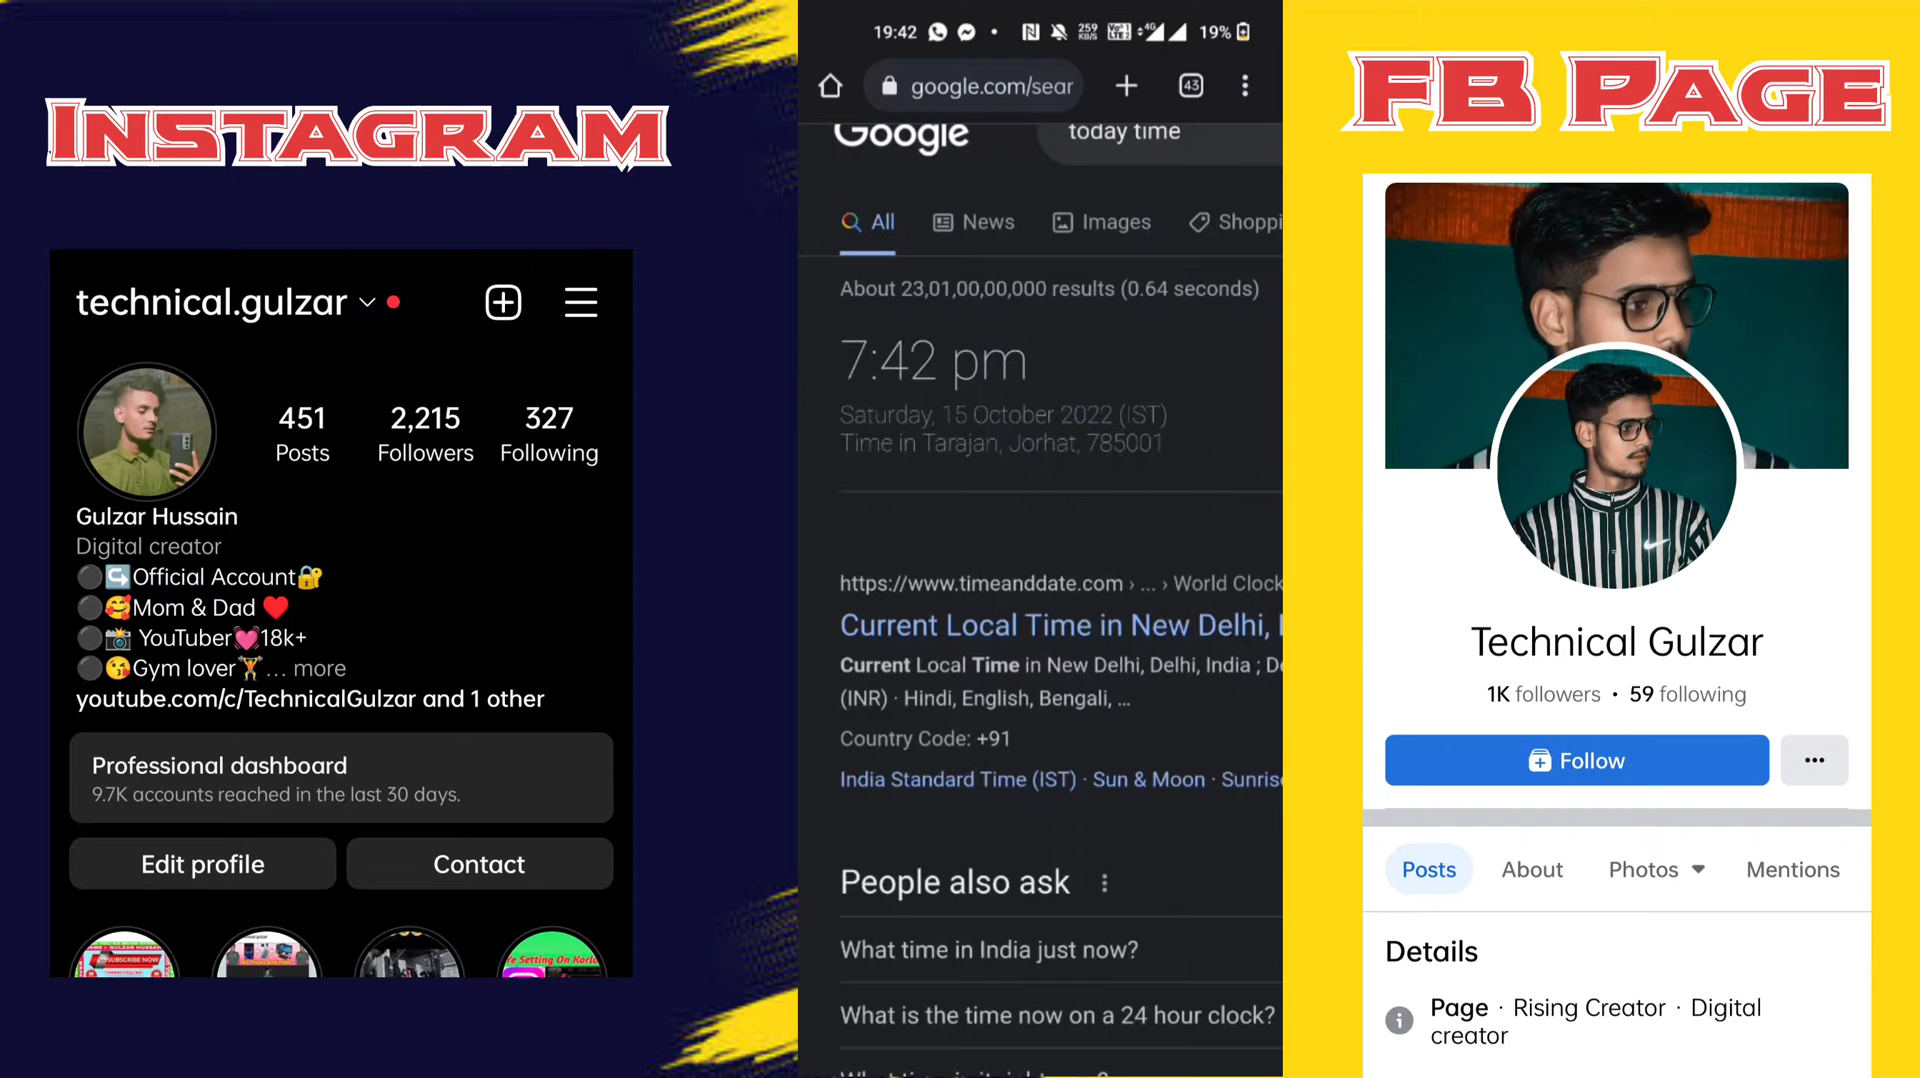 INSTAGRAM
technical.gulzar
451
2,215
327
Posts
Followers
Following
Gulzar Hussain
Digital creator
⚫↪️Official Account🔐
⚫🥰Mom & Dad ❤️
⚫📸 YouTuber💓18k+
⚫😘Gym lover🏋️... more
youtube.com/c/TechnicalGulzar and 1 other
Professional dashboard
9.7K accounts reached in the last 30 days.
Edit profile
Contact
SUBSCRIBE NOW
19:42
259 KB/S
4G
19%
google.com/sear
43
Google
today time
All
News
Images
Shoppi
About 23,01,00,00,000 results (0.64 seconds)
7:42 pm
Saturday, 15 October 2022 (IST)
Time in Tarajan, Jorhat, 785001
https://www.timeanddate.com › ... › World Clock
Current Local Time in New Delhi,
Current Local Time in New Delhi, Delhi, India ; De
(INR) · Hindi, English, Bengali, ...
Country Code: +91
India Standard Time (IST) · Sun & Moon · Sunrise
People also ask
What time in India just now?
What is the time now on a 24 hour clock?
FB PAGE
Technical Gulzar
1K followers • 59 following
Follow
Posts
About
Photos
Mentions
Details
Page · Rising Creator · Digital
creator